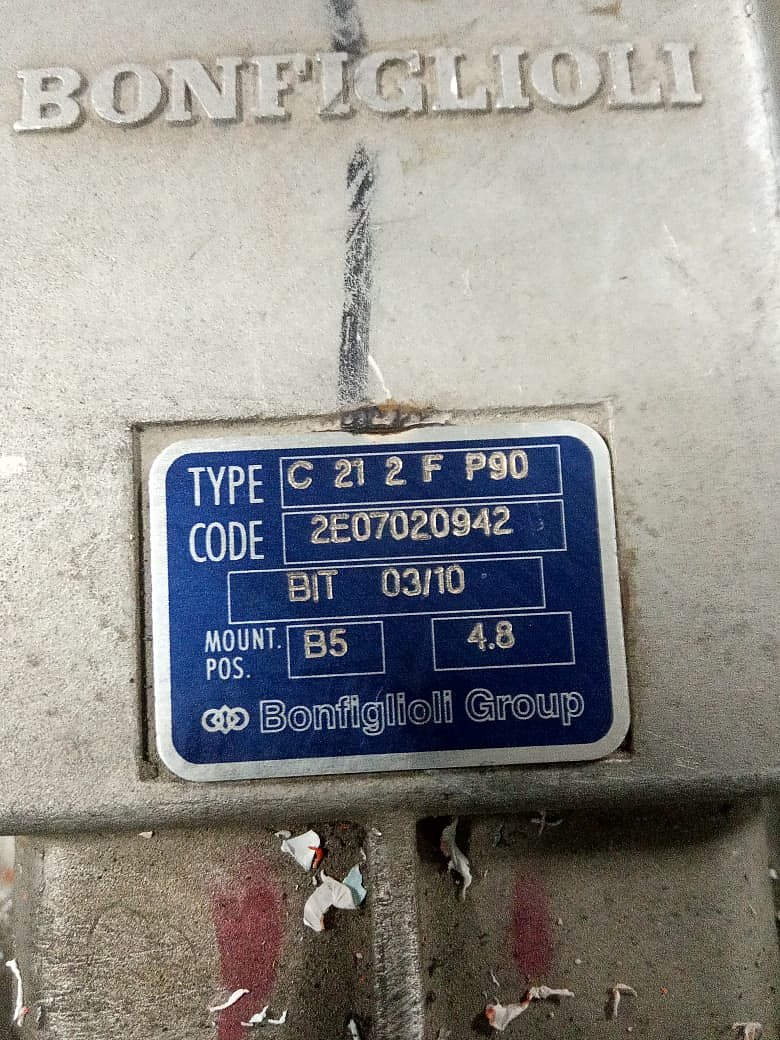 BONFIGLIOLI
TYPE C 21 2 F P90
CODE 2E07020942
BIT 03/10
MOUNT. POS. B5 4.8
Bonfiglioli Group